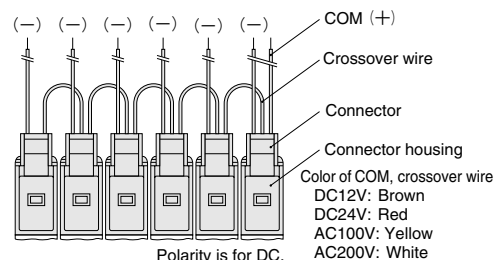 (−) (−) (−) (−) (−) (−) COM (+)
Crossover wire
Connector
Connector housing
Color of COM, crossover wire
DC12V: Brown
DC24V: Red
AC100V: Yellow
AC200V: White
Polarity is for DC.